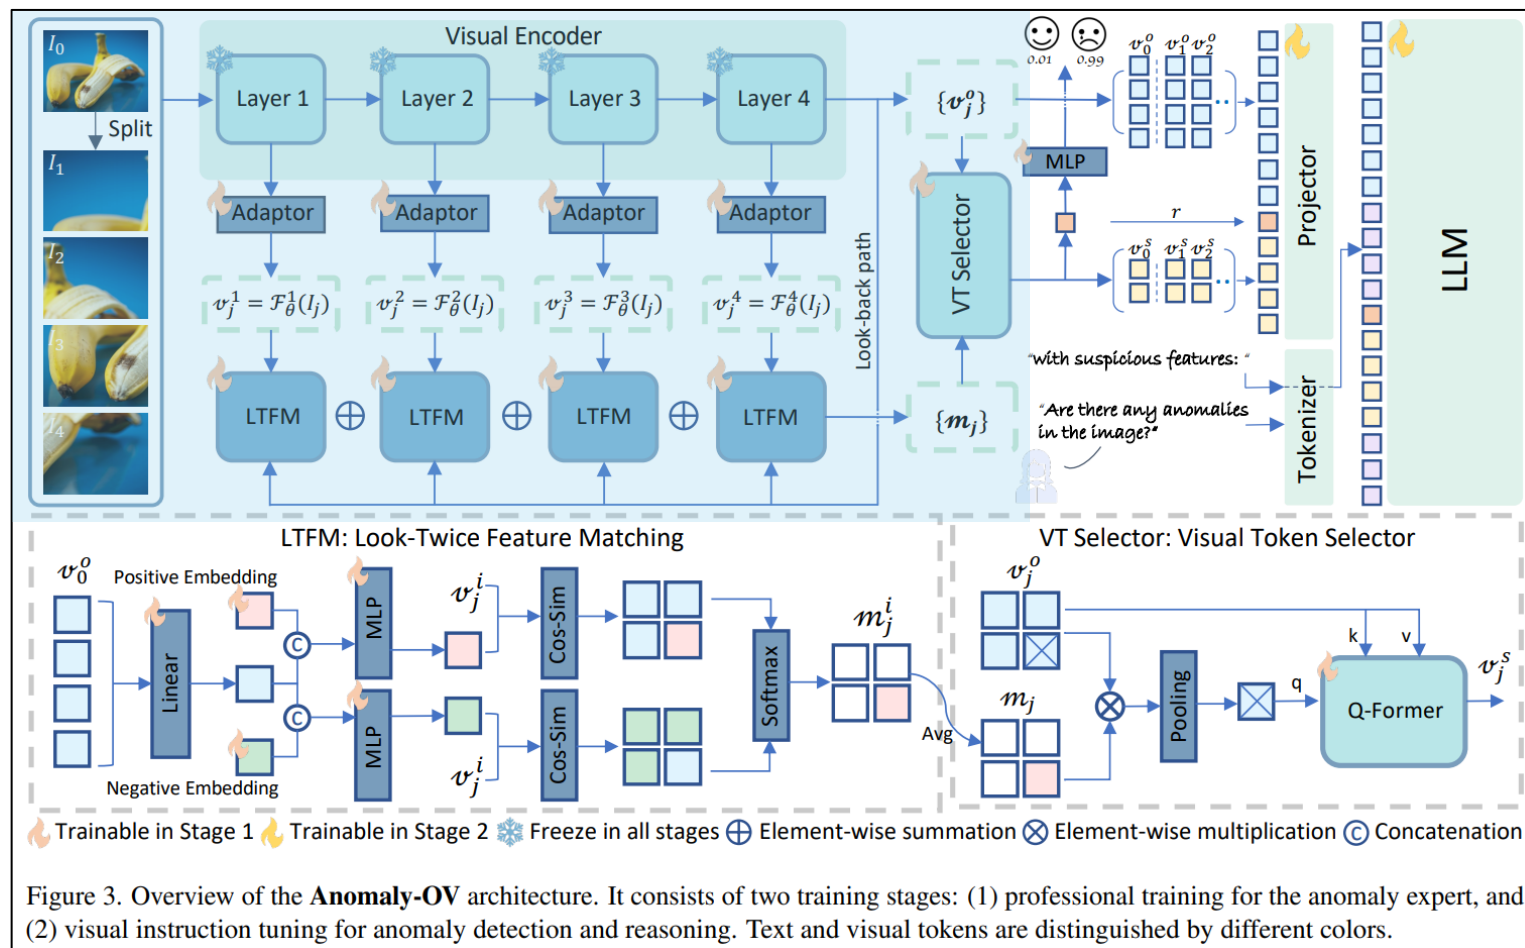 I₀
Split
I₁
I₂
I₃
I₄
Visual Encoder
Layer 1
Layer 2
Layer 3
Layer 4
Adaptor
Adaptor
Adaptor
Adaptor
v_j^1 = F_θ^1(I_j)
v_j^2 = F_θ^2(I_j)
v_j^3 = F_θ^3(I_j)
v_j^4 = F_θ^4(I_j)
LTFM
LTFM
LTFM
LTFM
Look-back path
{v_j^o}
VT Selector
{m_j}
0.01
0.99
MLP
v_0^o v_1^o v_2^o
..
r
v_0^s v_1^s v_2^s
..
Projector
LLM
"with suspicious features: "
"Are there any anomalies
in the image?"
Tokenizer
LTFM: Look-Twice Feature Matching
v_0^o
Positive Embedding
Linear
C
C
Negative Embedding
MLP
MLP
v_j^i
v_j^i
Cos-Sim
Cos-Sim
Softmax
m_j^i
Avg
VT Selector: Visual Token Selector
v_j^o
m_j
Pooling
q
k
v
Q-Former
v_j^s
Trainable in Stage 1 Trainable in Stage 2 Freeze in all stages Element-wise summation Element-wise multiplication C Concatenation
Figure 3. Overview of the Anomaly-OV architecture. It consists of two training stages: (1) professional training for the anomaly expert, and
(2) visual instruction tuning for anomaly detection and reasoning. Text and visual tokens are distinguished by different colors.